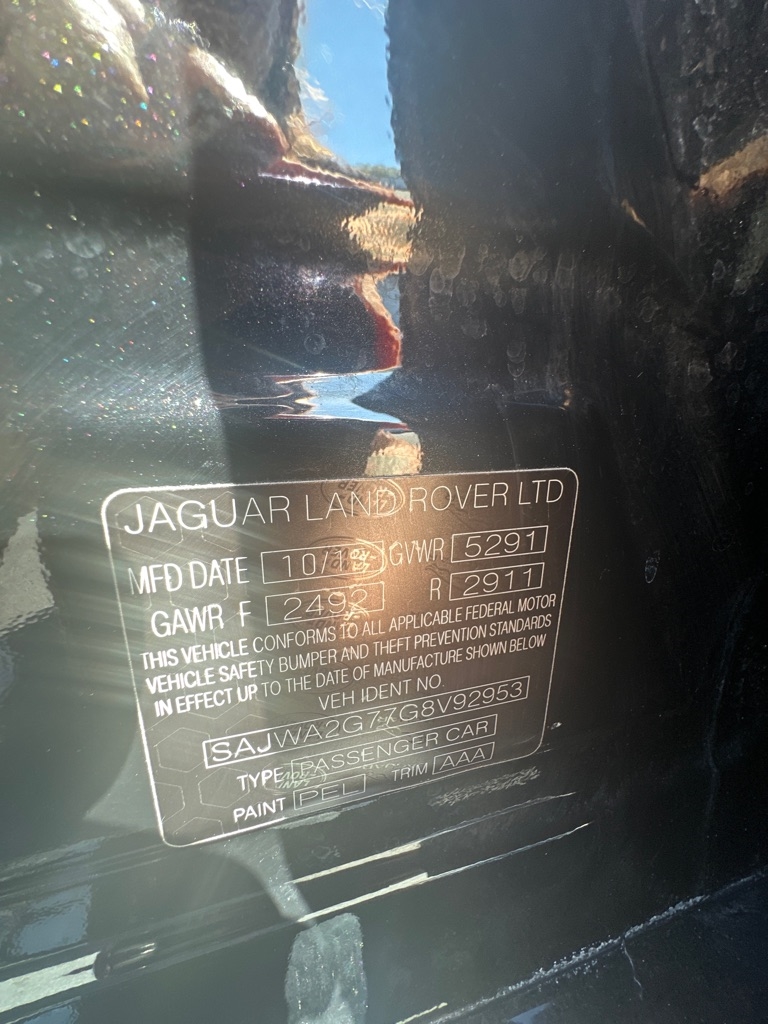 JAGUAR LAND ROVER LTD
MFD DATE GVWR 5291
GAWR F 2492 R 2911
THIS VEHICLE CONFORMS TO ALL APPLICABLE FEDERAL MOTOR
VEHICLE SAFETY BUMPER AND THEFT PREVENTION STANDARDS
IN EFFECT UP TO THE DATE OF MANUFACTURE SHOWN BELOW
VEH IDENT NO.
SAJWA2G77G8V92953
TYPE PASSENGER CAR
PAINT PEL TRIM AAA